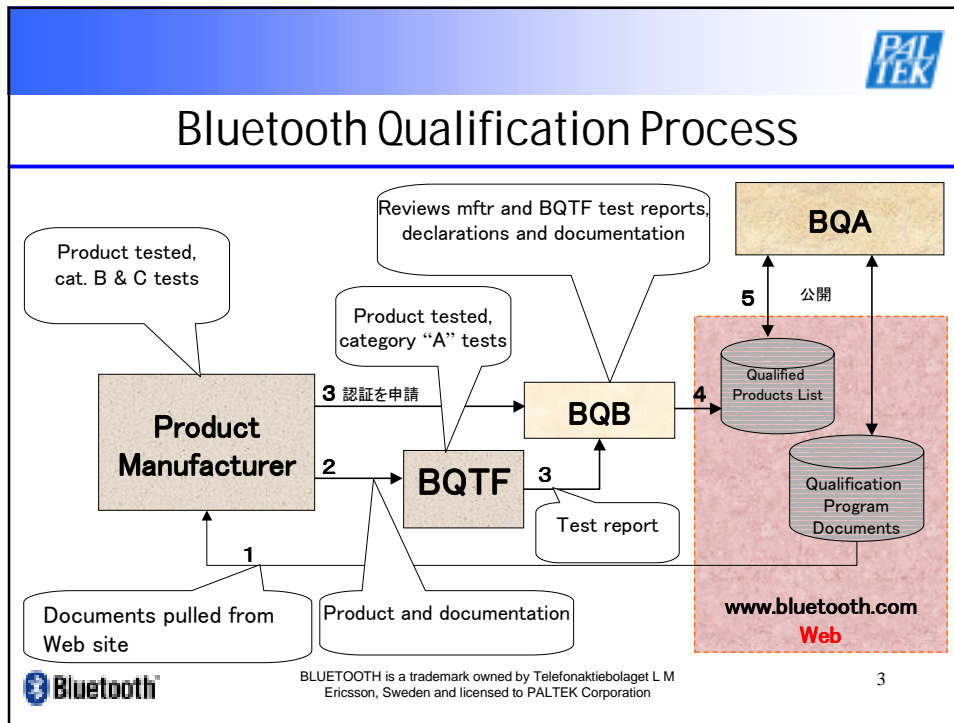 PAL
TEK
Bluetooth Qualification Process
Reviews mftr and BQTF test reports,
declarations and documentation
BQA
Product tested,
cat. B & C tests
5 公開
Product tested,
category “A” tests
Qualified
Products List
3 認証を申請
BQB
4
Product
Manufacturer
2
BQTF
3
Qualification
Program
Documents
Test report
1
Documents pulled from
Web site
Product and documentation
www.bluetooth.com
Web
Bluetooth
BLUETOOTH is a trademark owned by Telefonaktiebolaget L M
Ericsson, Sweden and licensed to PALTEK Corporation
3